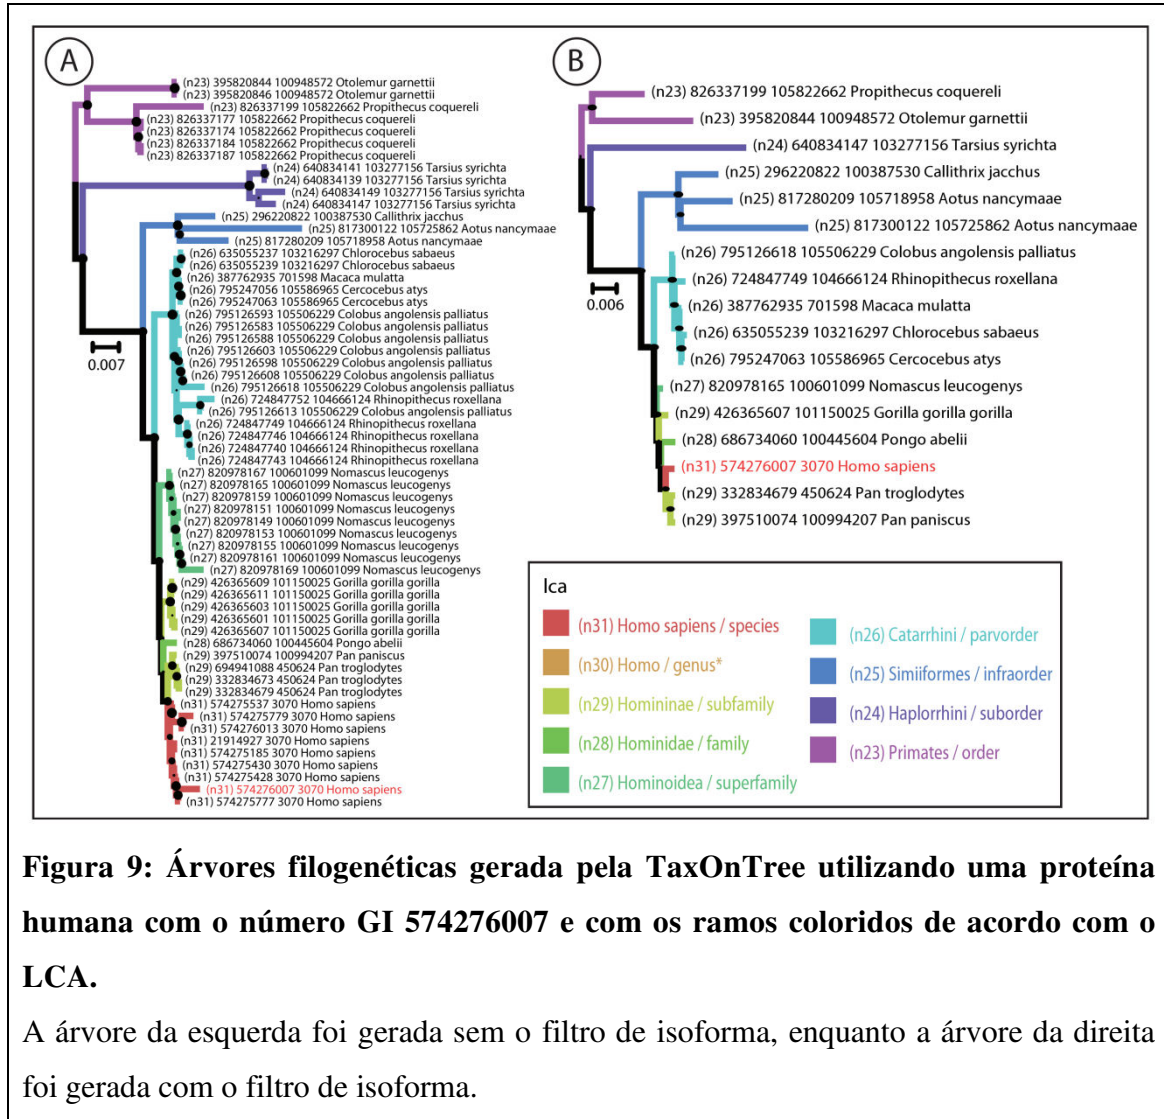 A
(n23) 395820844 100948572 Otolemur garnettii
(n23) 395820846 100948572 Otolemur garnettii
(n23) 826337199 105822662 Propithecus coquereli
(n23) 826337177 105822662 Propithecus coquereli
(n23) 826337174 105822662 Propithecus coquereli
(n23) 826337184 105822662 Propithecus coquereli
(n23) 826337187 105822662 Propithecus coquereli
(n24) 640834141 103277156 Tarsius syrichta
(n24) 640834139 103277156 Tarsius syrichta
(n24) 640834149 103277156 Tarsius syrichta
(n24) 640834147 103277156 Tarsius syrichta
(n25) 296220822 100387530 Callithrix jacchus
(n25) 817300122 105725862 Aotus nancymaae
(n25) 817280209 105718958 Aotus nancymaae
(n26) 635055237 103216297 Chlorocebus sabaeus
(n26) 635055239 103216297 Chlorocebus sabaeus
(n26) 387762935 701598 Macaca mulatta
(n26) 795247056 105586965 Cercocebus atys
(n26) 795247063 105586965 Cercocebus atys
(n26) 795126593 105506229 Colobus angolensis palliatus
(n26) 795126583 105506229 Colobus angolensis palliatus
(n26) 795126588 105506229 Colobus angolensis palliatus
(n26) 795126603 105506229 Colobus angolensis palliatus
(n26) 795126598 105506229 Colobus angolensis palliatus
(n26) 795126608 105506229 Colobus angolensis palliatus
(n26) 795126618 105506229 Colobus angolensis palliatus
(n26) 724847752 104666124 Rhinopithecus roxellana
(n26) 795126613 105506229 Colobus angolensis palliatus
(n26) 724847749 104666124 Rhinopithecus roxellana
(n26) 724847746 104666124 Rhinopithecus roxellana
(n26) 724847740 104666124 Rhinopithecus roxellana
(n26) 724847743 104666124 Rhinopithecus roxellana
(n27) 820978167 100601099 Nomascus leucogenys
(n27) 820978165 100601099 Nomascus leucogenys
(n27) 820978159 100601099 Nomascus leucogenys
(n27) 820978151 100601099 Nomascus leucogenys
(n27) 820978149 100601099 Nomascus leucogenys
(n27) 820978153 100601099 Nomascus leucogenys
(n27) 820978155 100601099 Nomascus leucogenys
(n27) 820978161 100601099 Nomascus leucogenys
(n27) 820978169 100601099 Nomascus leucogenys
(n29) 426365609 101150025 Gorilla gorilla gorilla
(n29) 426365611 101150025 Gorilla gorilla gorilla
(n29) 426365603 101150025 Gorilla gorilla gorilla
(n29) 426365601 101150025 Gorilla gorilla gorilla
(n29) 426365607 101150025 Gorilla gorilla gorilla
(n28) 686734060 100445604 Pongo abelii
(n29) 397510074 100994207 Pan paniscus
(n29) 694941088 450624 Pan troglodytes
(n29) 332834673 450624 Pan troglodytes
(n29) 332834679 450624 Pan troglodytes
(n31) 574275537 3070 Homo sapiens
(n31) 574275779 3070 Homo sapiens
(n31) 574276013 3070 Homo sapiens
(n31) 21914927 3070 Homo sapiens
(n31) 574275185 3070 Homo sapiens
(n31) 574275430 3070 Homo sapiens
(n31) 574275428 3070 Homo sapiens
(n31) 574276007 3070 Homo sapiens
(n31) 574275777 3070 Homo sapiens
0.007
B
(n23) 826337199 105822662 Propithecus coquereli
(n23) 395820844 100948572 Otolemur garnettii
(n24) 640834147 103277156 Tarsius syrichta
(n25) 296220822 100387530 Callithrix jacchus
(n25) 817280209 105718958 Aotus nancymaae
(n25) 817300122 105725862 Aotus nancymaae
(n26) 795126618 105506229 Colobus angolensis palliatus
(n26) 724847749 104666124 Rhinopithecus roxellana
(n26) 387762935 701598 Macaca mulatta
(n26) 635055239 103216297 Chlorocebus sabaeus
(n26) 795247063 105586965 Cercocebus atys
(n27) 820978165 100601099 Nomascus leucogenys
(n29) 426365607 101150025 Gorilla gorilla gorilla
(n28) 686734060 100445604 Pongo abelii
(n31) 574276007 3070 Homo sapiens
(n29) 332834679 450624 Pan troglodytes
(n29) 397510074 100994207 Pan paniscus
0.006
lca
(n31) Homo sapiens / species
(n30) Homo / genus*
(n29) Homininae / subfamily
(n28) Hominidae / family
(n27) Hominoidea / superfamily
(n26) Catarrhini / parvorder
(n25) Simiiformes / infraorder
(n24) Haplorrhini / suborder
(n23) Primates / order
Figura 9: Árvores filogenéticas gerada pela TaxOnTree utilizando uma proteína
humana com o número GI 574276007 e com os ramos coloridos de acordo com o
LCA.
A árvore da esquerda foi gerada sem o filtro de isoforma, enquanto a árvore da direita
foi gerada com o filtro de isoforma.